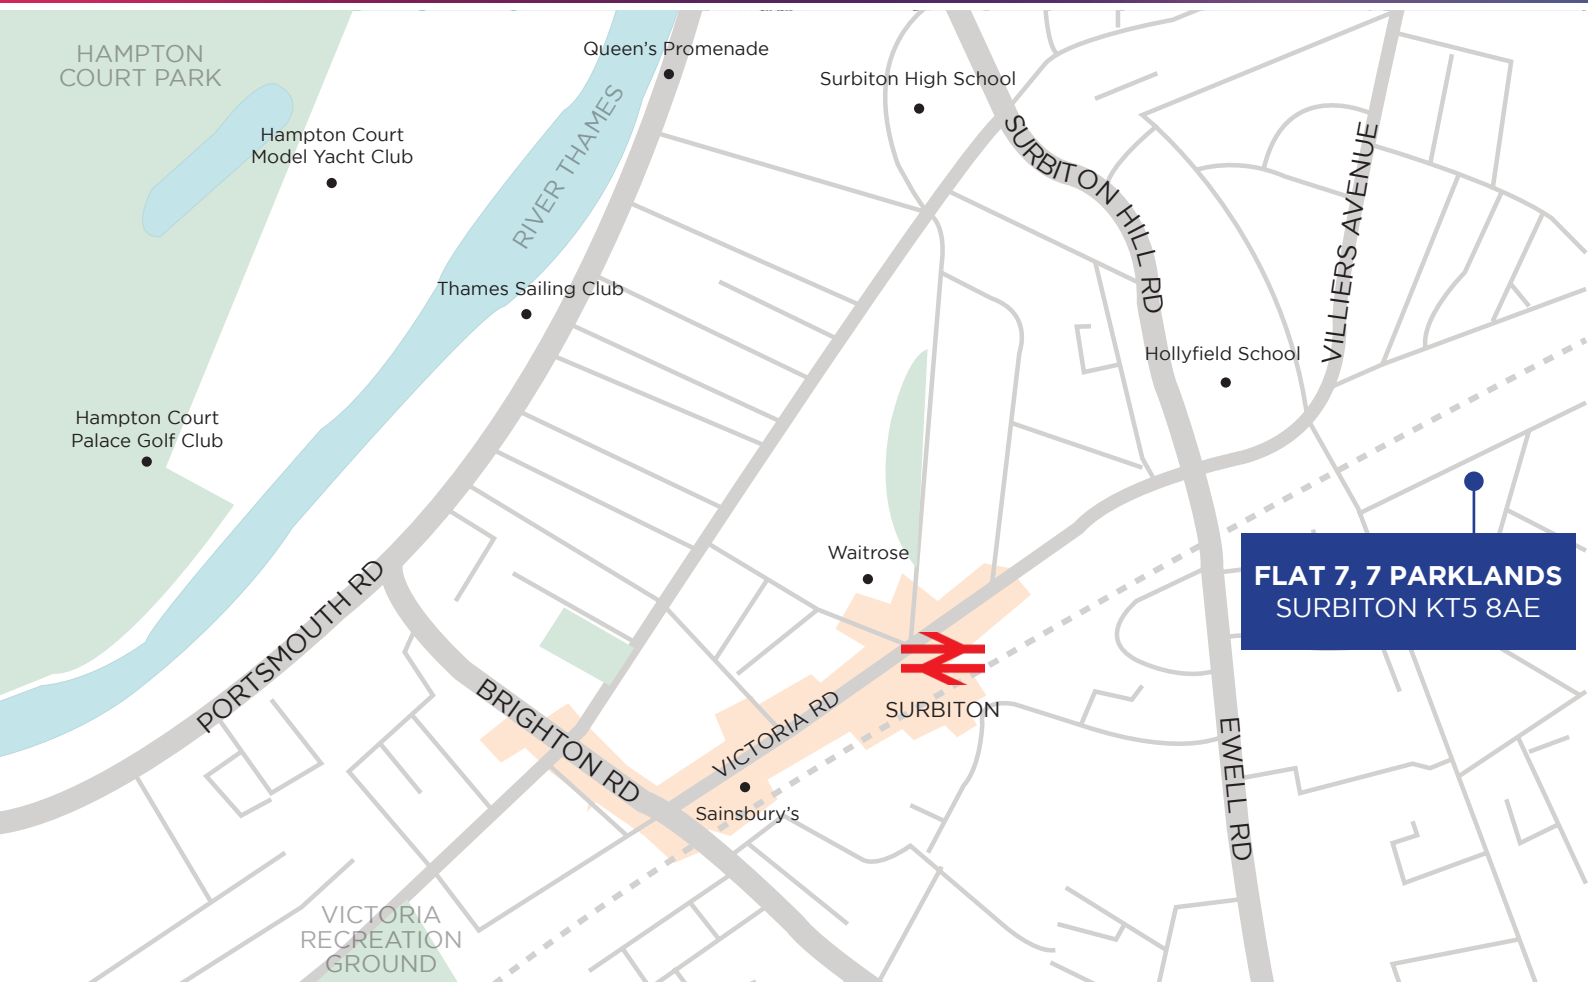 HAMPTON
COURT PARK
Queen's Promenade
Surbiton High School
Hampton Court
Model Yacht Club
RIVER THAMES
SURBITON HILL RD
VILLIERS AVENUE
Thames Sailing Club
Hollyfield School
Hampton Court
Palace Golf Club
Waitrose
FLAT 7, 7 PARKLANDS
SURBITON KT5 8AE
PORTSMOUTH RD
BRIGHTON RD
VICTORIA RD
SURBITON
EWELL RD
Sainsbury's
VICTORIA
RECREATION
GROUND